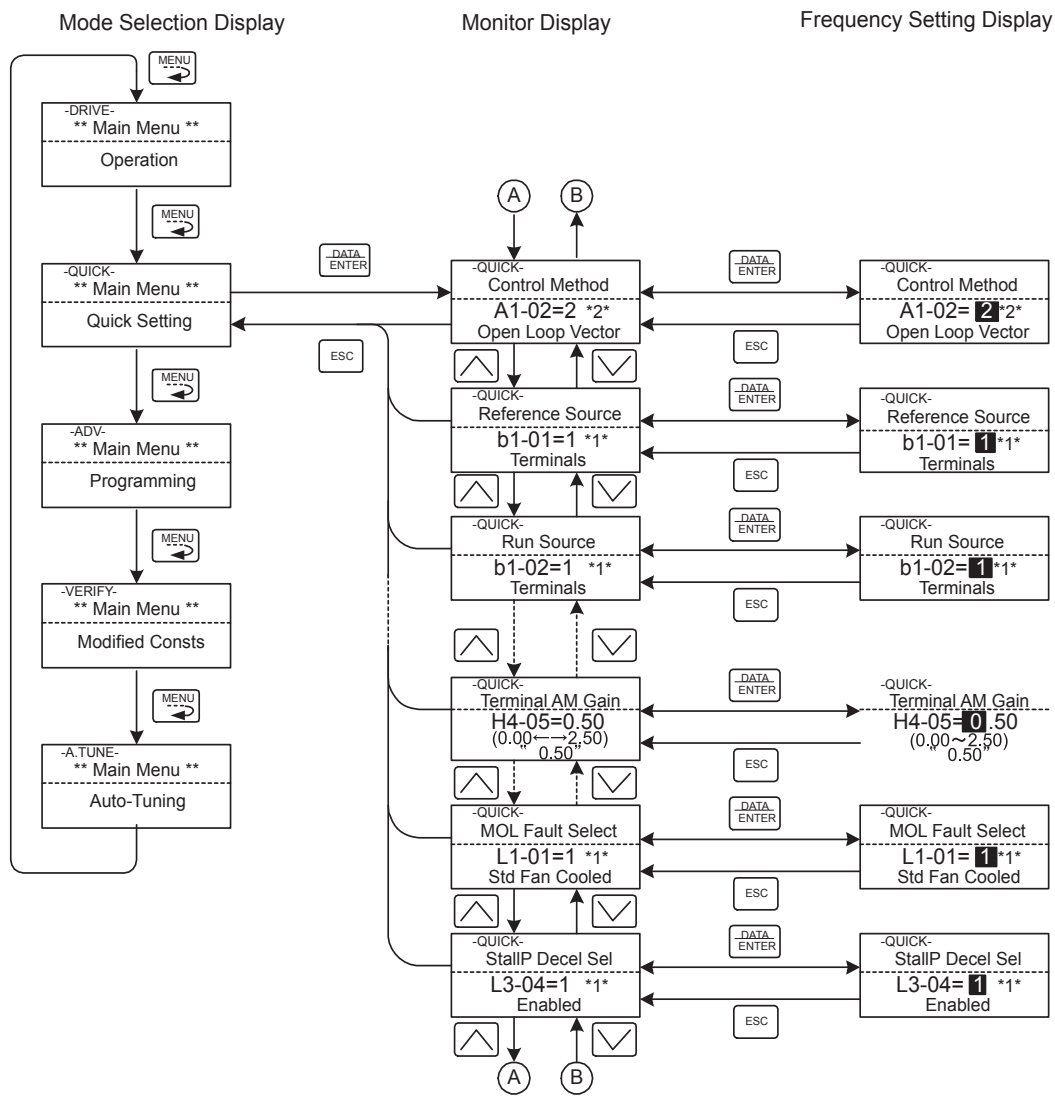 Mode Selection Display
Monitor Display
Frequency Setting Display
MENU
-DRIVE-
** Main Menu **
Operation
MENU
-QUICK-
** Main Menu **
Quick Setting
MENU
-ADV-
** Main Menu **
Programming
MENU
-VERIFY-
** Main Menu **
Modified Consts
MENU
-A.TUNE-
** Main Menu **
Auto-Tuning
DATA
ENTER
ESC
A
B
-QUICK-
Control Method
A1-02=2 *2*
Open Loop Vector
DATA
ENTER
ESC
-QUICK-
Control Method
A1-02= 2 *2*
Open Loop Vector
-QUICK-
Reference Source
b1-01=1 *1*
Terminals
DATA
ENTER
ESC
-QUICK-
Reference Source
b1-01= 1 *1*
Terminals
-QUICK-
Run Source
b1-02=1 *1*
Terminals
DATA
ENTER
ESC
-QUICK-
Run Source
b1-02= 1 *1*
Terminals
-QUICK-
Terminal AM Gain
H4-05=0.50
(0.00←→2.50)
“ 0.50”
DATA
ENTER
ESC
-QUICK-
Terminal AM Gain
H4-05= 0 .50
(0.00~2.50)
“ 0.50”
-QUICK-
MOL Fault Select
L1-01=1 *1*
Std Fan Cooled
DATA
ENTER
ESC
-QUICK-
MOL Fault Select
L1-01= 1 *1*
Std Fan Cooled
-QUICK-
StallP Decel Sel
L3-04=1 *1*
Enabled
DATA
ENTER
ESC
-QUICK-
StallP Decel Sel
L3-04= 1 *1*
Enabled
A
B